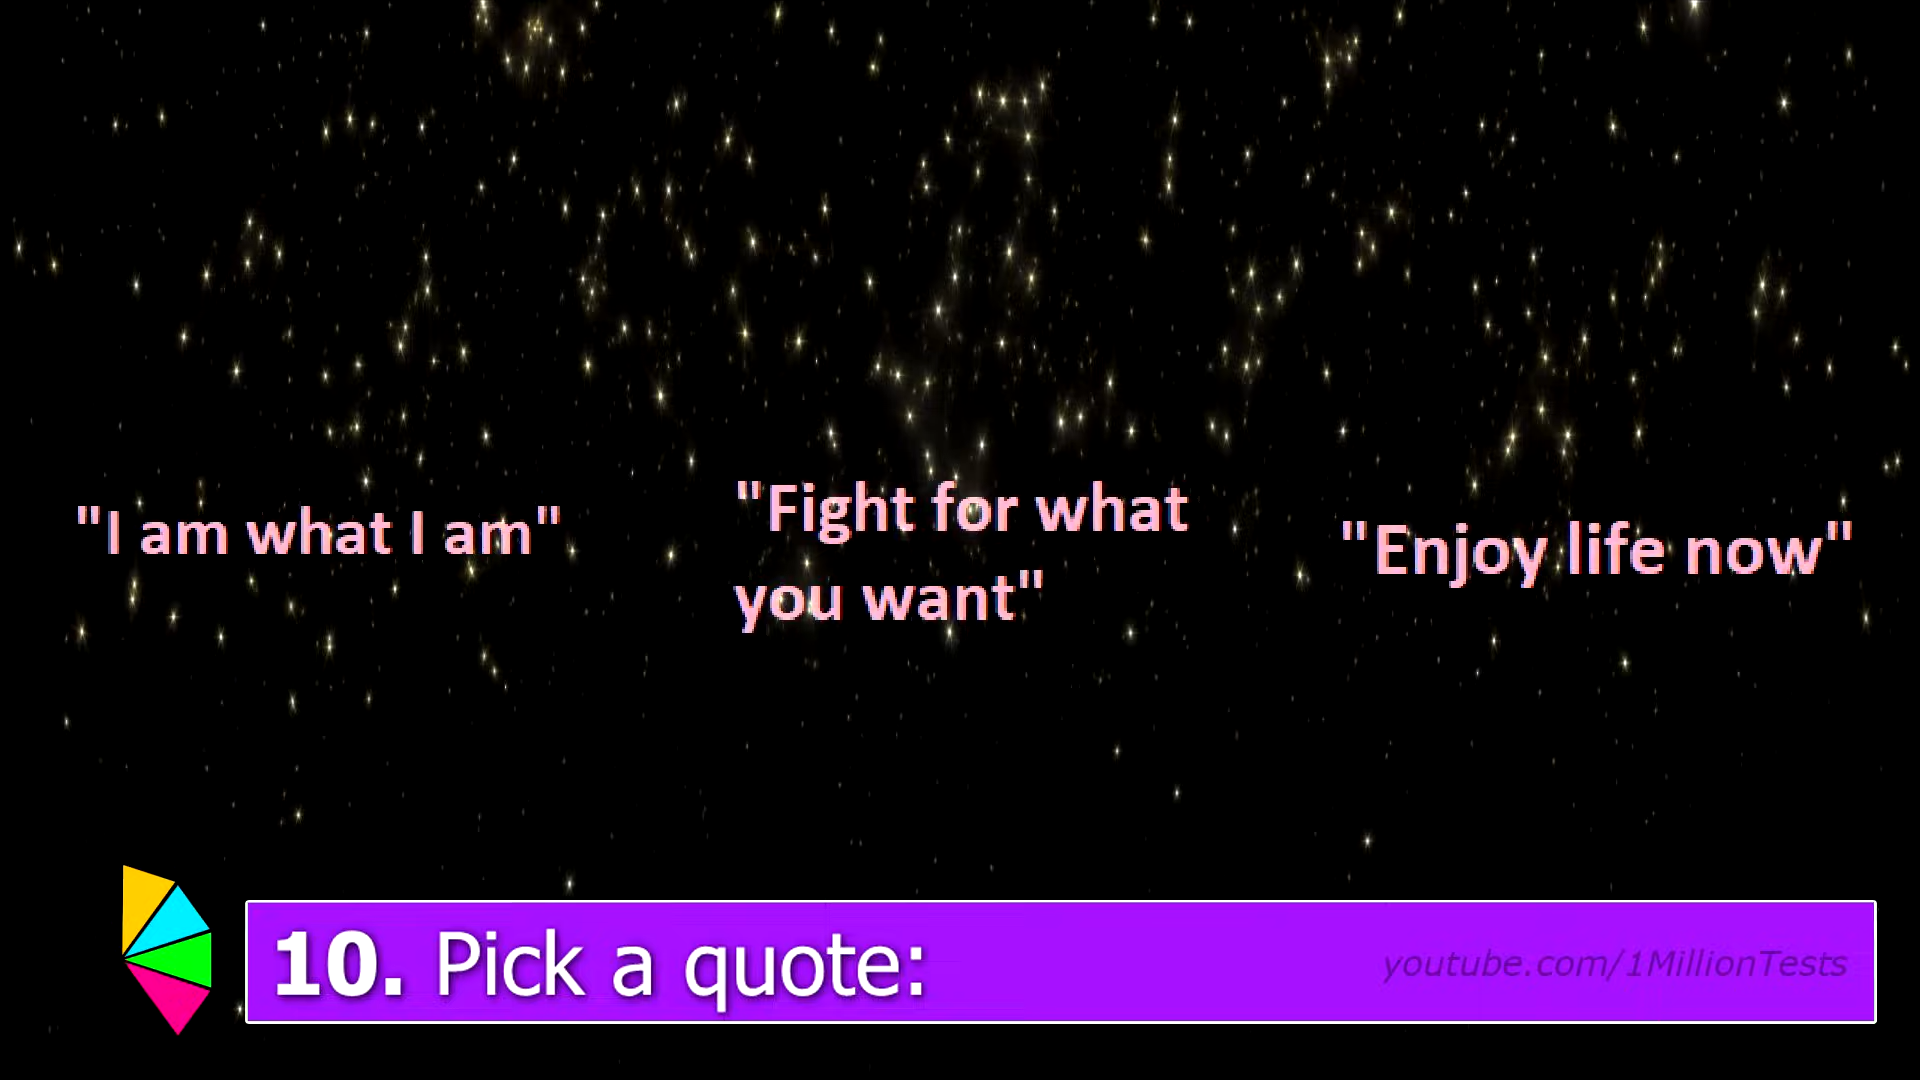 "I am what I am"
"Fight for what
you want"
"Enjoy life now"
10. Pick a quote:
youtube.com/1MillionTests